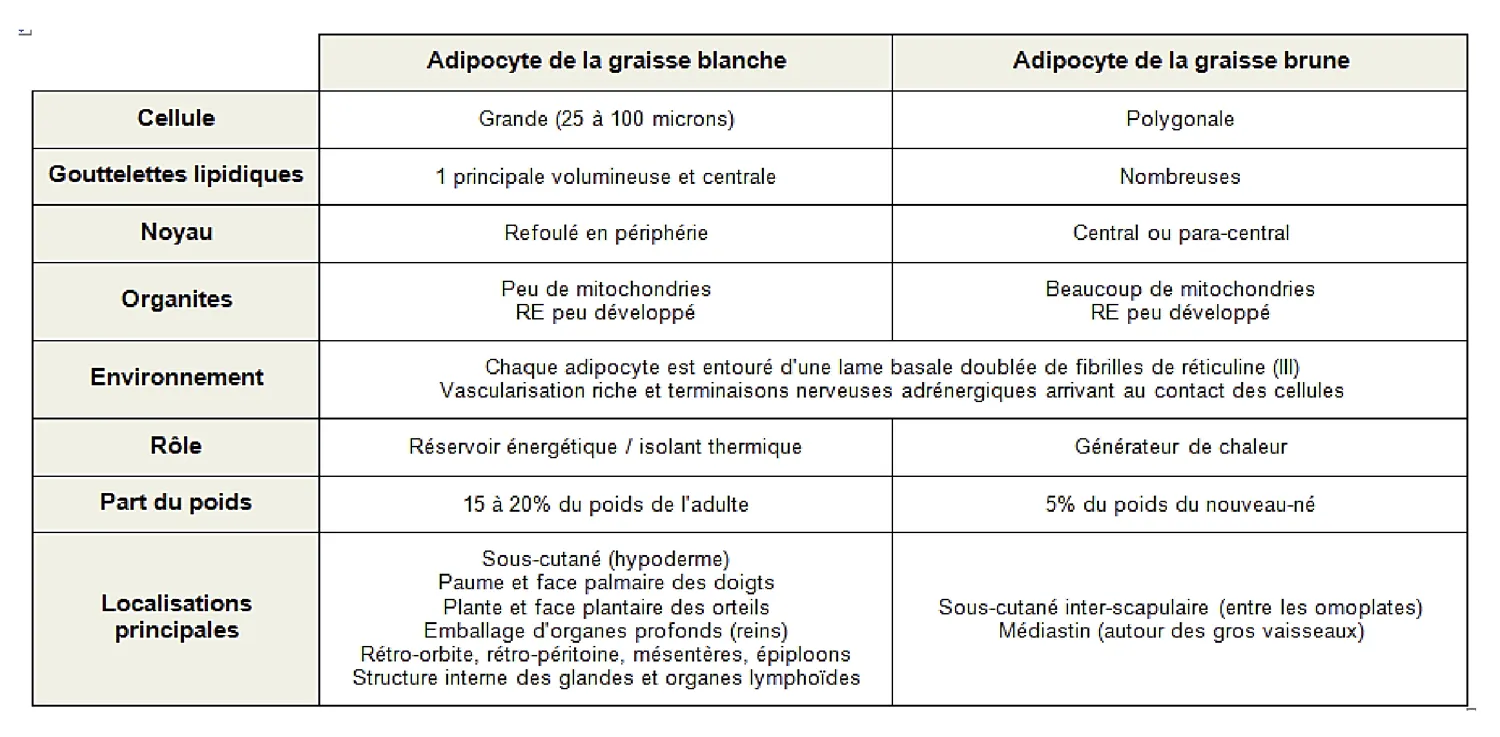 Adipocyte de la graisse blanche
Adipocyte de la graisse brune
Cellule
Grande (25 à 100 microns)
Polygonale
Gouttelettes lipidiques
1 principale volumineuse et centrale
Nombreuses
Noyau
Refoulé en périphérie
Central ou para-central
Organites
Peu de mitochondries
RE peu développé
Beaucoup de mitochondries
RE peu développé
Environnement
Chaque adipocyte est entouré d'une lame basale doublée de fibrilles de réticuline (III)
Vascularisation riche et terminaisons nerveuses adrénergiques arrivant au contact des cellules
Rôle
Réservoir énergétique / isolant thermique
Générateur de chaleur
Part du poids
15 à 20% du poids de l'adulte
5% du poids du nouveau-né
Localisations
principales
Sous-cutané (hypoderme)
Paume et face palmaire des doigts
Plante et face plantaire des orteils
Emballage d'organes profonds (reins)
Rétro-orbite, rétro-péritoine, mésentères, épiploons
Structure interne des glandes et organes lymphoïdes
Sous-cutané inter-scapulaire (entre les omoplates)
Médiastin (autour des gros vaisseaux)